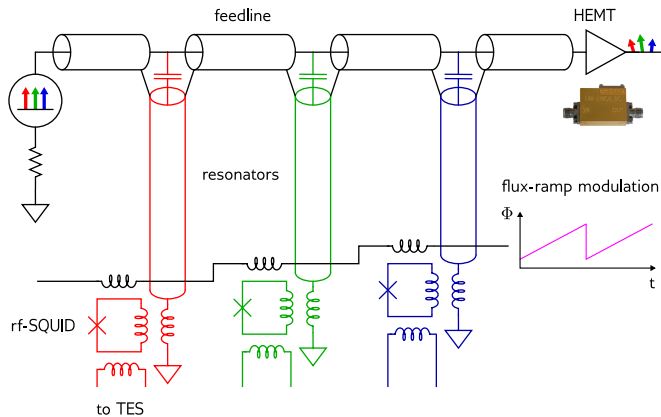 feedline
HEMT
resonators
flux-ramp modulation
Φ
t
rf-SQUID
to TES